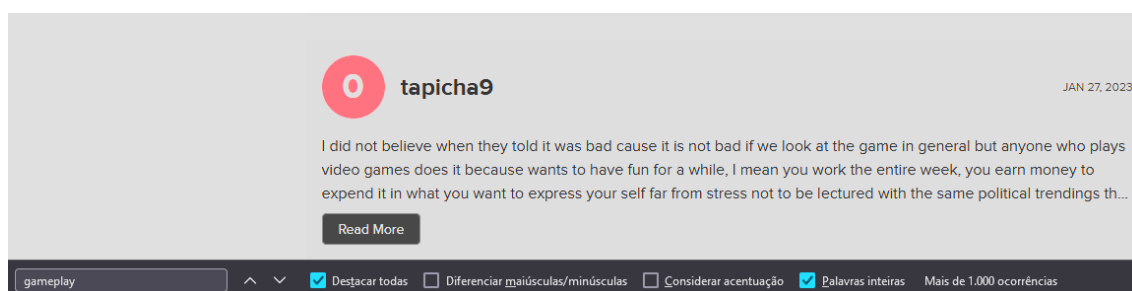 0 tapicha9 JAN 27, 2023
I did not believe when they told it was bad cause it is not bad if we look at the game in general but anyone who plays
video games does it because wants to have fun for a while, I mean you work the entire week, you earn money to
expend it in what you want to express your self far from stress not to be lectured with the same political trendings th...
Read More
gameplay Destacar todas Diferenciar maiúsculas/minúsculas Considerar acentuação Palavras inteiras Mais de 1.000 ocorrências